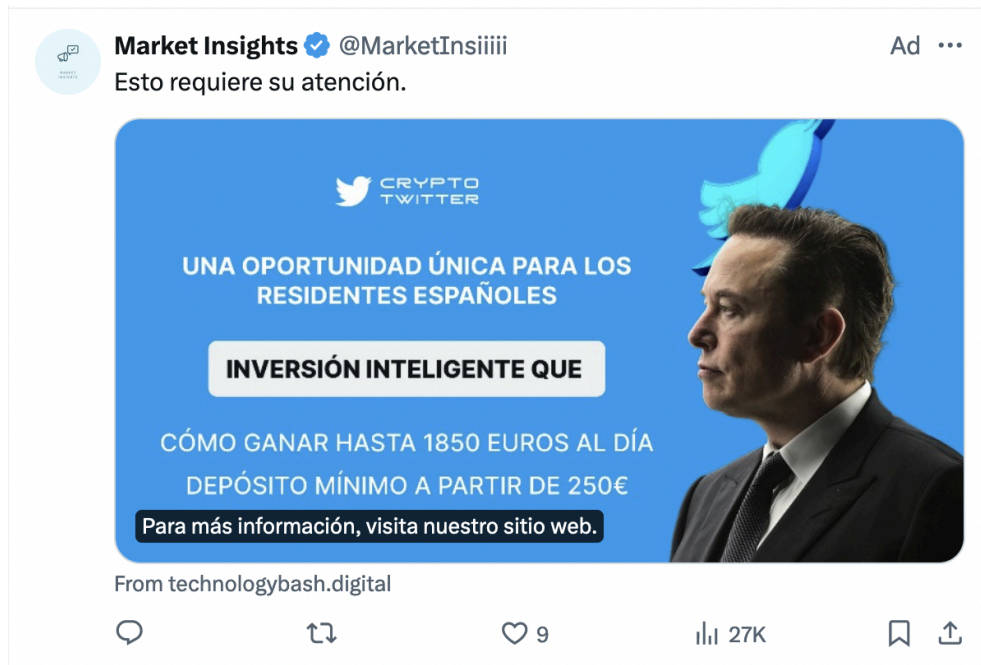 Market Insights @MarketInsiiiii
Ad
Esto requiere su atención.
CRYPTO
TWITTER
UNA OPORTUNIDAD ÚNICA PARA LOS
RESIDENTES ESPAÑOLES
INVERSIÓN INTELIGENTE QUE
CÓMO GANAR HASTA 1850 EUROS AL DÍA
DEPÓSITO MÍNIMO A PARTIR DE 250€
Para más información, visita nuestro sitio web.
From technologybash.digital
9
27K